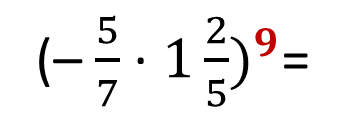 (− 5/7 · 1 2/5)⁹=